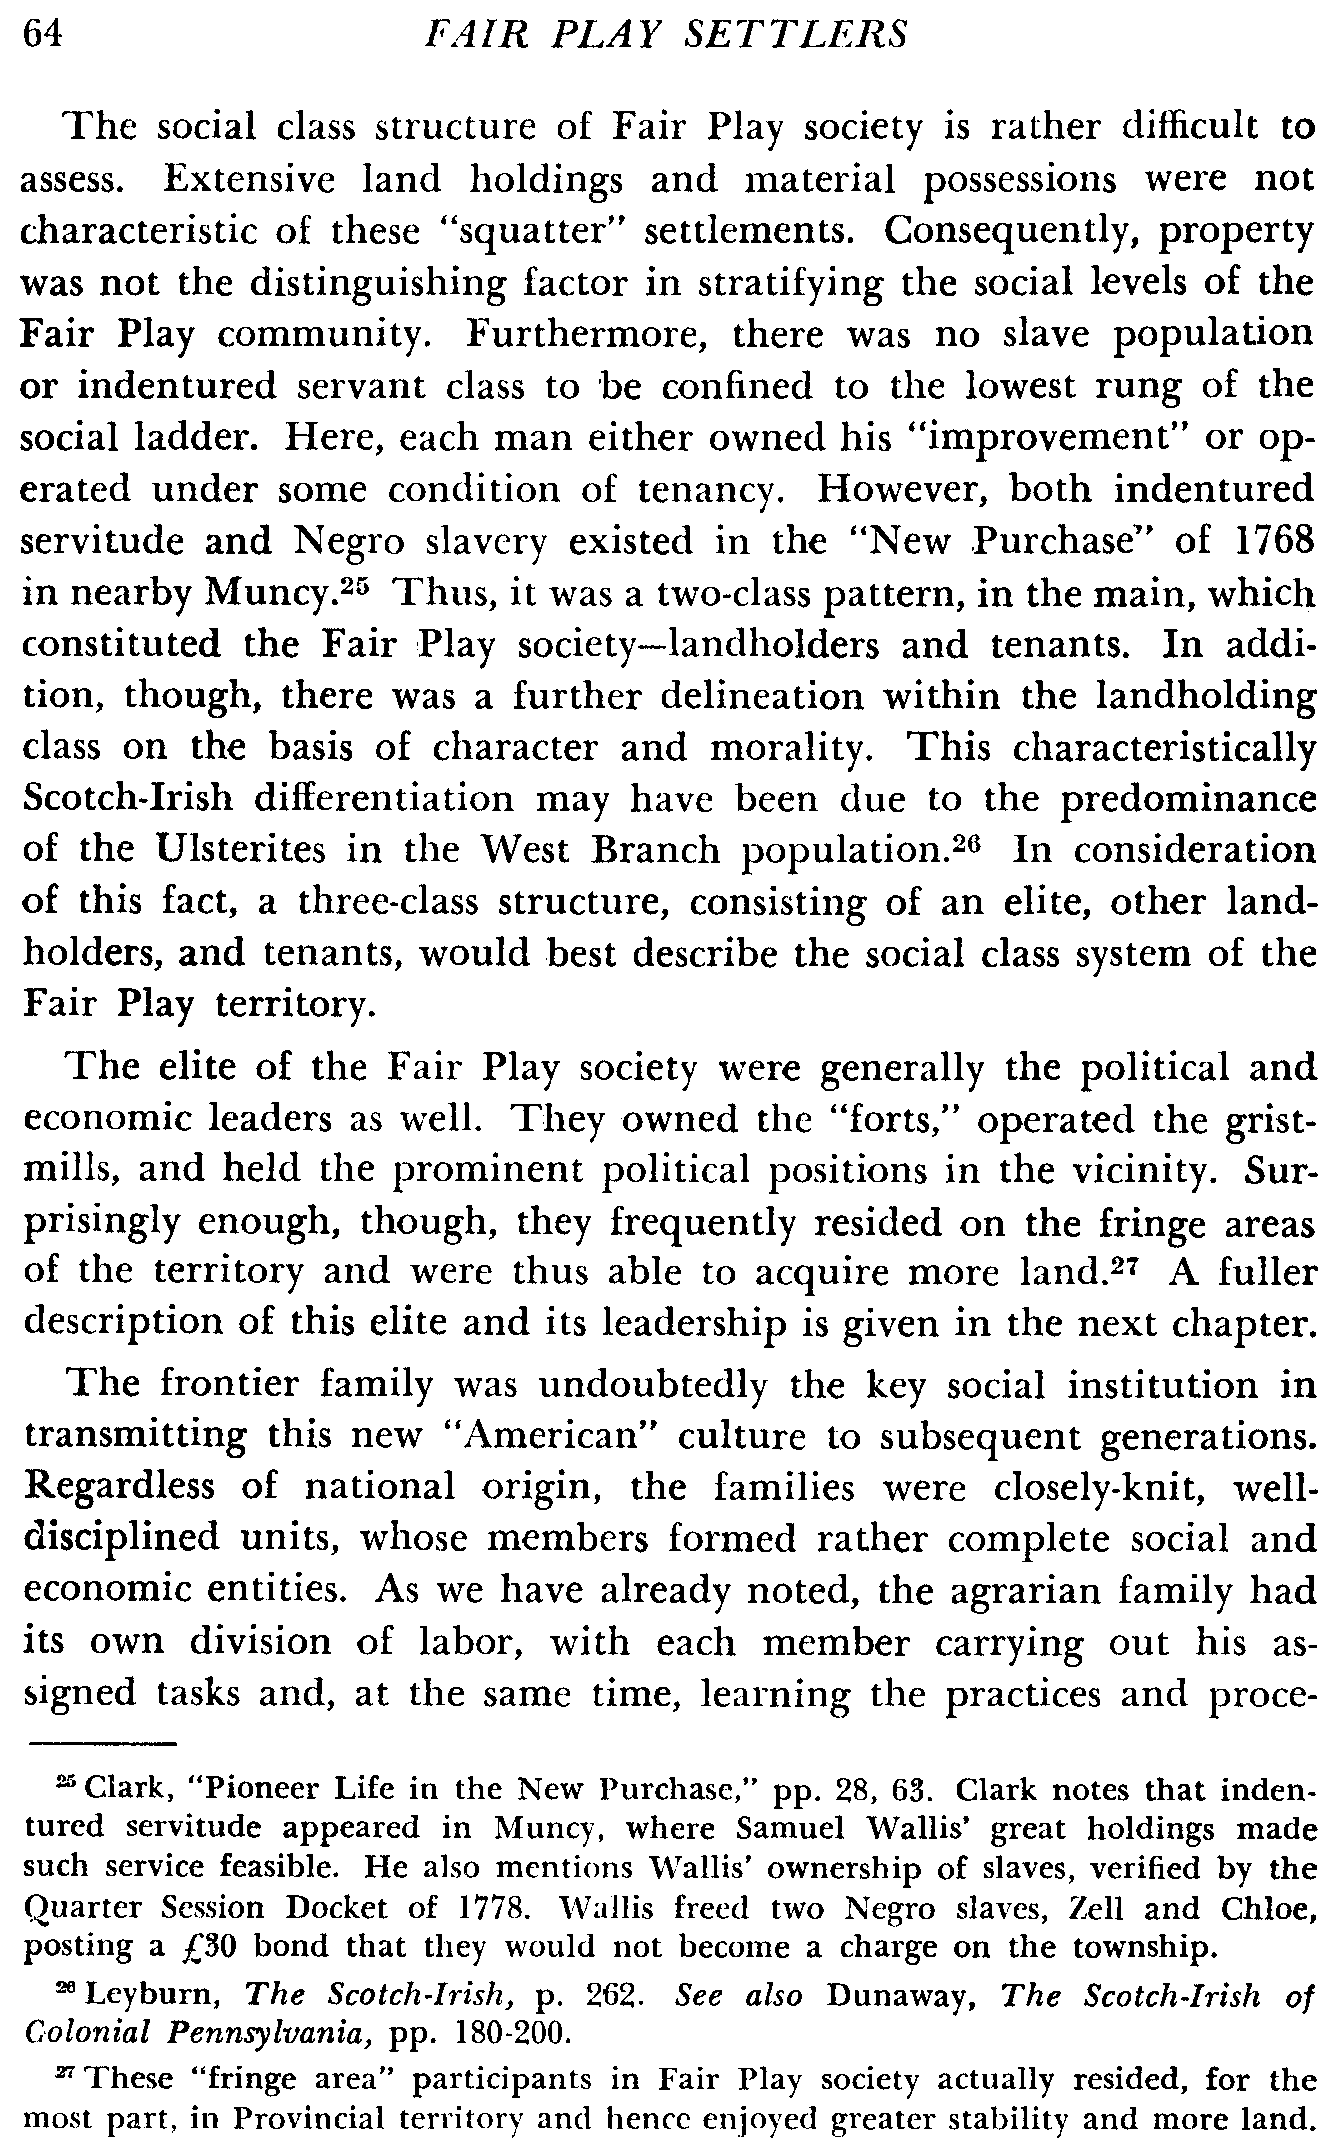 64 FAIR PLAY SETTLERS
The social class structure of Fair Play society is rather difficult to
assess. Extensive land holdings and material possessions were not
characteristic of these "squatter" settlements. Consequently, property
was not the distinguishing factor in stratifying the social levels of the
Fair Play community. Furthermore, there was no slave population
or indentured servant class to be confined to the lowest rung of the
social ladder. Here, each man either owned his "improvement" or op-
erated under some condition of tenancy. However, both indentured
servitude and Negro slavery existed in the "New Purchase" of 1768
in nearby Muncy.²⁵ Thus, it was a two-class pattern, in the main, which
constituted the Fair Play society—landholders and tenants. In addi-
tion, though, there was a further delineation within the landholding
class on the basis of character and morality. This characteristically
Scotch-Irish differentiation may have been due to the predominance
of the Ulsterites in the West Branch population.²⁶ In consideration
of this fact, a three-class structure, consisting of an elite, other land-
holders, and tenants, would best describe the social class system of the
Fair Play territory.
The elite of the Fair Play society were generally the political and
economic leaders as well. They owned the "forts," operated the grist-
mills, and held the prominent political positions in the vicinity. Sur-
prisingly enough, though, they frequently resided on the fringe areas
of the territory and were thus able to acquire more land.²⁷ A fuller
description of this elite and its leadership is given in the next chapter.
The frontier family was undoubtedly the key social institution in
transmitting this new "American" culture to subsequent generations.
Regardless of national origin, the families were closely-knit, well-
disciplined units, whose members formed rather complete social and
economic entities. As we have already noted, the agrarian family had
its own division of labor, with each member carrying out his as-
signed tasks and, at the same time, learning the practices and proce-
²⁵ Clark, "Pioneer Life in the New Purchase," pp. 28, 63. Clark notes that inden-
tured servitude appeared in Muncy, where Samuel Wallis' great holdings made
such service feasible. He also mentions Wallis' ownership of slaves, verified by the
Quarter Session Docket of 1778. Wallis freed two Negro slaves, Zell and Chloe,
posting a £30 bond that they would not become a charge on the township.
²⁶ Leyburn, The Scotch-Irish, p. 262. See also Dunaway, The Scotch-Irish of
Colonial Pennsylvania, pp. 180-200.
²⁷ These "fringe area" participants in Fair Play society actually resided, for the
most part, in Provincial territory and hence enjoyed greater stability and more land.